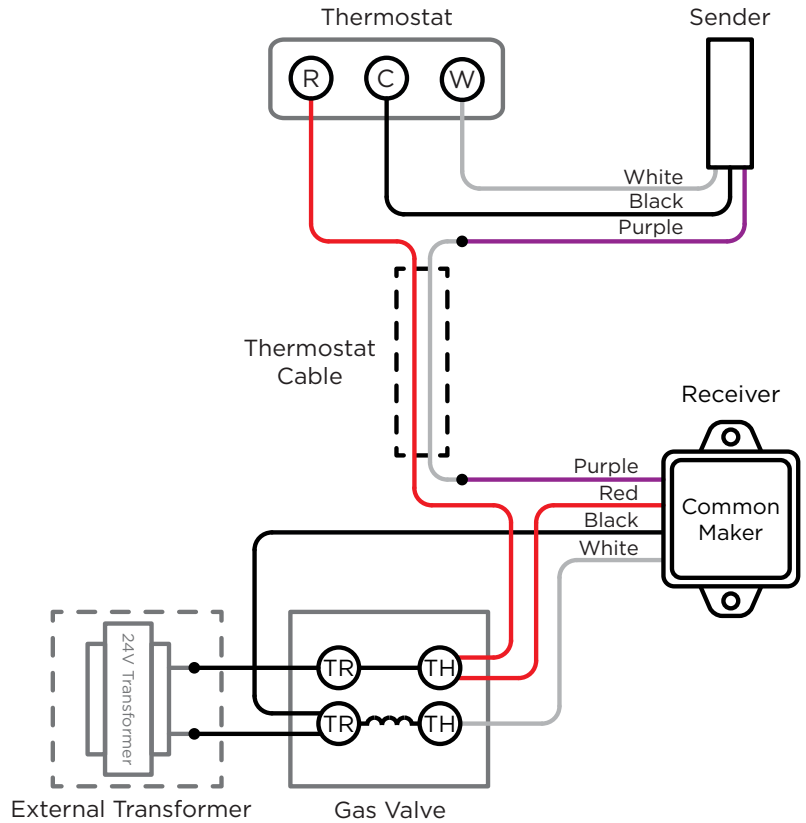 Thermostat
Sender
R
C
W
White
Black
Purple
Thermostat
Cable
Receiver
Purple
Red
Black
White
Common
Maker
24V Transformer
TR
TH
TR
TH
External Transformer
Gas Valve